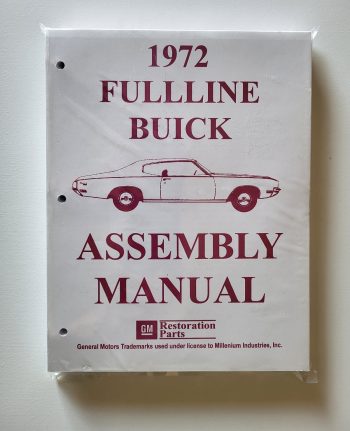 1972
FULLLINE
BUICK
ASSEMBLY
MANUAL
GM Restoration
Parts
General Motors Trademarks used under license to Millenium Industries, Inc.